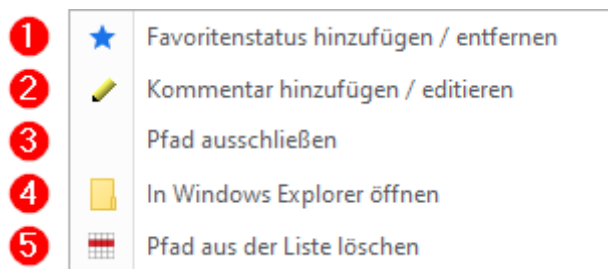 1 Favoritenstatus hinzufügen / entfernen
2 Kommentar hinzufügen / editieren
3 Pfad ausschließen
4 In Windows Explorer öffnen
5 Pfad aus der Liste löschen